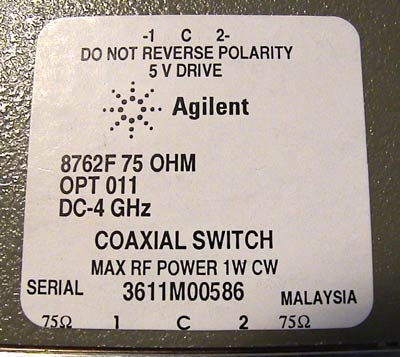 -1 C 2-
DO NOT REVERSE POLARITY
5 V DRIVE
Agilent
8762F 75 OHM
OPT 011
DC-4 GHz
COAXIAL SWITCH
MAX RF POWER 1W CW
SERIAL 3611M00586 MALAYSIA
75Ω 1 C 2 75Ω